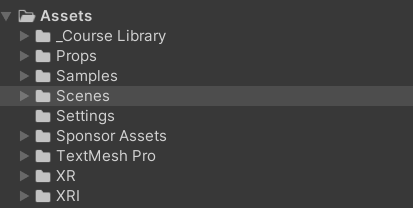 Assets
_Course Library
Props
Samples
Scenes
Settings
Sponsor Assets
TextMesh Pro
XR
XRI